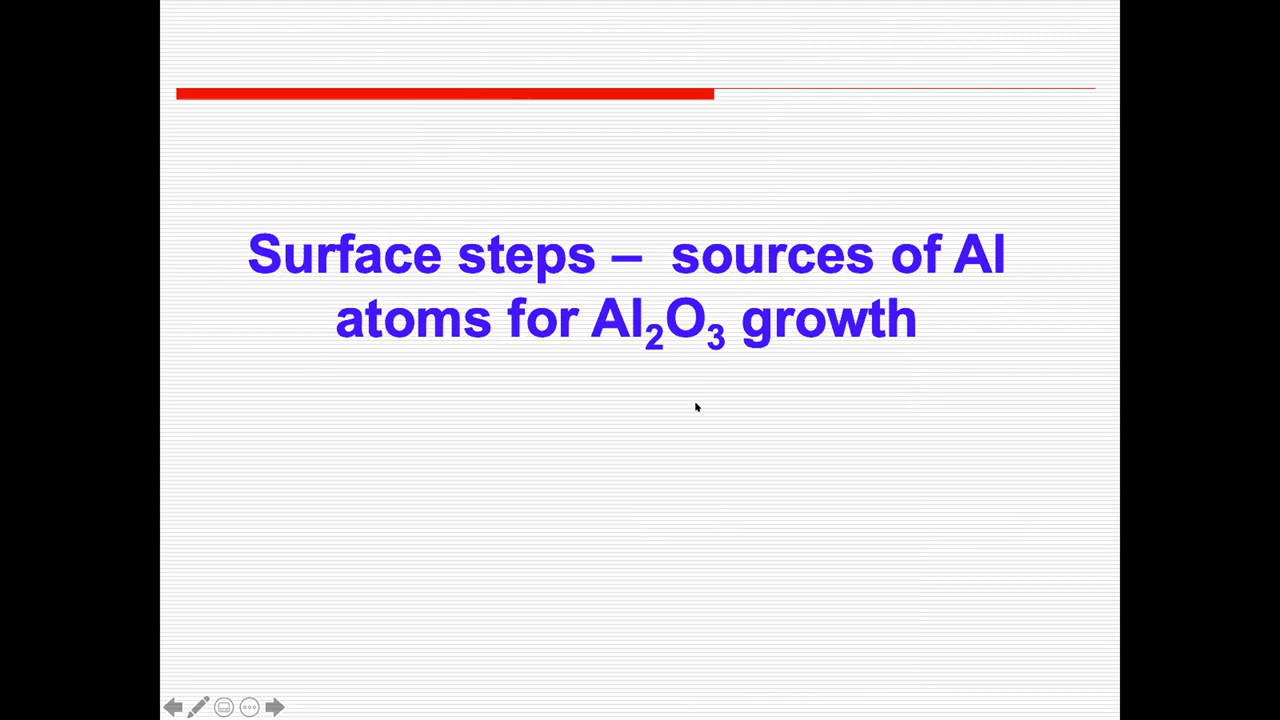 Surface steps –  sources of Al
atoms for Al₂O₃ growth